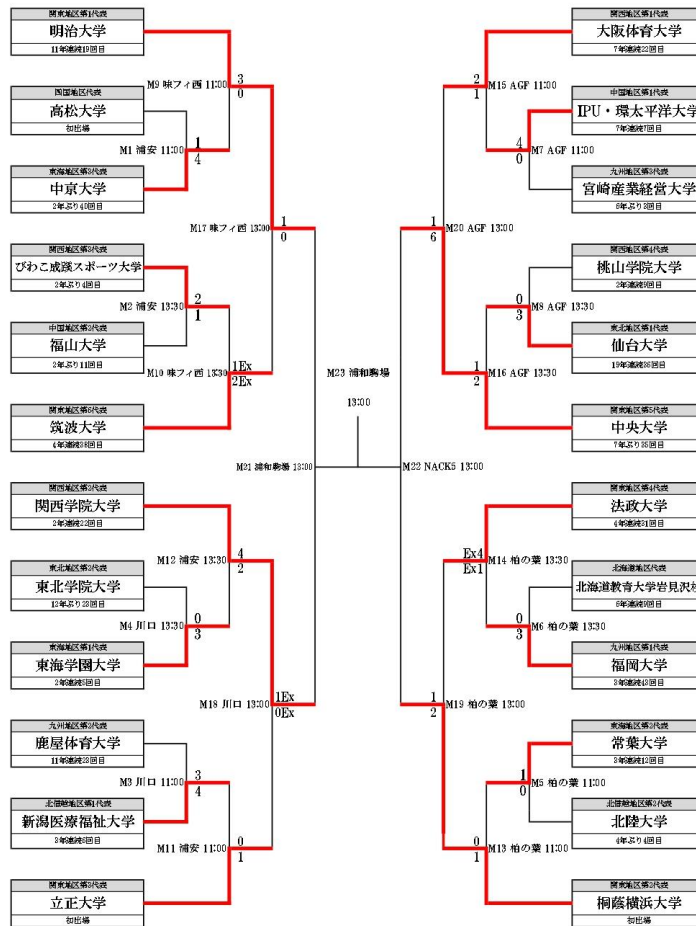 関東地区第1代表
明治大学
11年連続19回目
M9 味フィ西 11:00
3
0
四国地区代表
高松大学
初出場
M1 浦安 11:00
1
4
東海地区第3代表
中京大学
2年ぶり40回目
M17 味フィ西 13:00
1
0
関西地区第3代表
びわこ成蹊スポーツ大学
2年ぶり4回目
M2 浦安 13:30
2
1
中国地区第2代表
福山大学
2年ぶり11回目
M10 味フィ西 13:30
1Ex
2Ex
関東地区第6代表
筑波大学
4年連続38回目
M21 浦和駒場 13:00
関西地区第2代表
関西学院大学
2年連続22回目
M12 浦安 13:30
4
2
東北地区第2代表
東北学院大学
12年ぶり23回目
M4 川口 13:30
0
3
東海地区第1代表
東海学園大学
2年連続5回目
M18 川口 13:00
1Ex
0Ex
九州地区第2代表
鹿屋体育大学
11年連続23回目
M3 川口 11:00
3
4
北信越地区第1代表
新潟医療福祉大学
3年連続6回目
M11 浦安 11:00
0
1
関東地区第3代表
立正大学
初出場
M23 浦和駒場
13:00
関西地区第1代表
大阪体育大学
7年連続22回目
2
1
M15 AGF 11:00
中国地区第1代表
IPU・環太平洋大学
7年連続7回目
4
0
M7 AGF 11:00
九州地区第3代表
宮崎産業経営大学
6年ぶり3回目
1
6
M20 AGF 13:00
関西地区第4代表
桃山学院大学
2年連続9回目
0
3
M8 AGF 13:30
東北地区第1代表
仙台大学
19年連続36回目
1
2
M16 AGF 13:30
関東地区第5代表
中央大学
7年ぶり35回目
M22 NACK5 13:00
関東地区第4代表
法政大学
4年連続31回目
Ex4
Ex1
M14 柏の葉 13:30
北海道地区代表
北海道教育大学岩見沢校
6年連続9回目
0
3
M6 柏の葉 13:30
九州地区第1代表
福岡大学
3年連続43回目
1
2
M19 柏の葉 13:00
東海地区第2代表
常葉大学
3年連続12回目
1
0
M5 柏の葉 11:00
北信越地区第2代表
北陸大学
4年ぶり4回目
0
1
M13 柏の葉 11:00
関東地区第2代表
桐蔭横浜大学
初出場